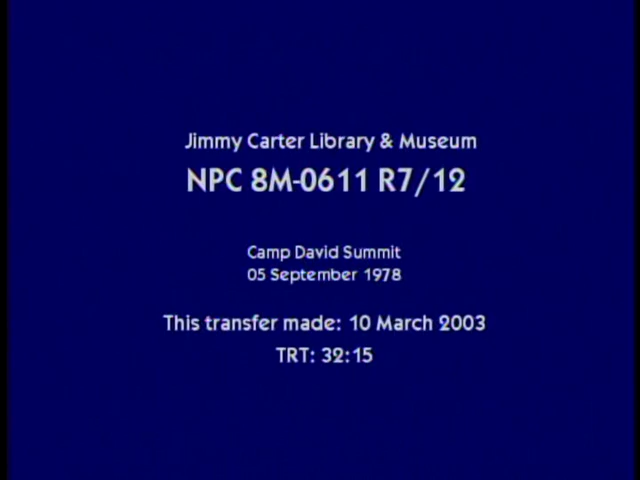 Jimmy Carter Library & Museum
NPC 8M-0611 R7/12
Camp David Summit
05 September 1978
This transfer made: 10 March 2003
TRT: 32:15